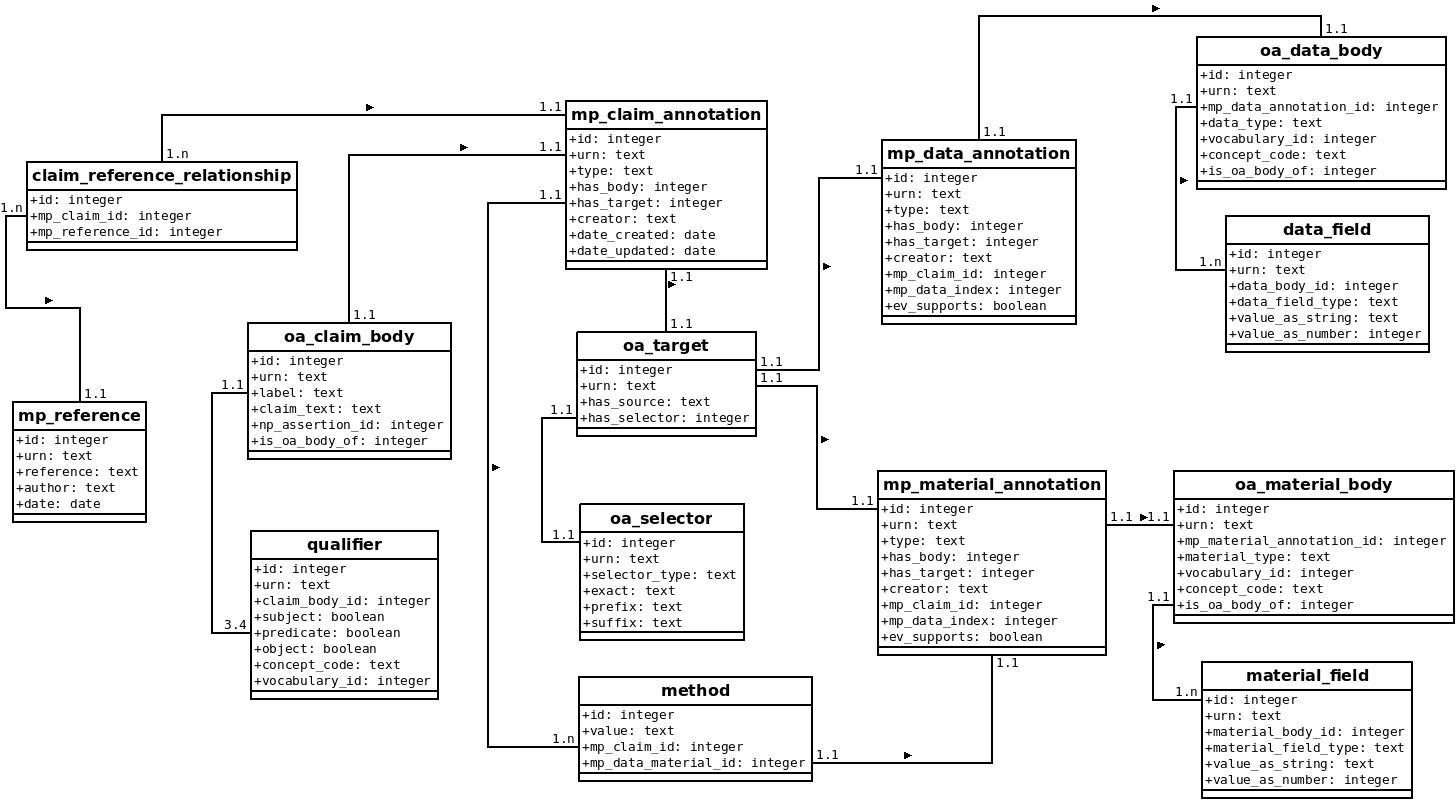 1.1
oa_data_body
+id: integer
+urn: text
+mp_data_annotation_id: integer
+data_type: text
+vocabulary_id: integer
+concept_code: text
+is_oa_body_of: integer
1.1
1.1
mp_claim_annotation
+id: integer
+urn: text
+type: text
+has_body: integer
+has_target: integer
+creator: text
+date_created: date
+date_updated: date
1.1
1.1
1.1
1.1
1.1
mp_data_annotation
+id: integer
+urn: text
+type: text
+has_body: integer
+has_target: integer
+creator: text
+mp_claim_id: integer
+mp_data_index: integer
+ev_supports: boolean
1.1
1.n
claim_reference_relationship
+id: integer
+mp_claim_id: integer
+mp_reference_id: integer
1.n
data_field
+id: integer
+urn: text
+data_body_id: integer
+data_field_type: text
+value_as_string: text
+value_as_number: integer
1.n
1.1
oa_claim_body
+id: integer
+urn: text
+label: text
+claim_text: text
+np_assertion_id: integer
+is_oa_body_of: integer
1.1
1.1
oa_target
+id: integer
+urn: text
+has_source: text
+has_selector: integer
1.1
1.1
1.1
1.1
mp_reference
+id: integer
+urn: text
+reference: text
+author: text
+date: date
qualifier
+id: integer
+urn: text
+claim_body_id: integer
+subject: boolean
+predicate: boolean
+object: boolean
+concept_code: text
+vocabulary_id: integer
3.4
oa_selector
+id: integer
+urn: text
+selector_type: text
+exact: text
+prefix: text
+suffix: text
1.1
mp_material_annotation
+id: integer
+urn: text
+type: text
+has_body: integer
+has_target: integer
+creator: text
+mp_claim_id: integer
+mp_data_index: integer
+ev_supports: boolean
1.1
1.1
1.1
1.1
oa_material_body
+id: integer
+urn: text
+mp_material_annotation_id: integer
+material_type: text
+vocabulary_id: integer
+concept_code: text
+is_oa_body_of: integer
1.1
method
+id: integer
+value: text
+mp_claim_id: integer
+mp_data_material_id: integer
1.n
1.1
material_field
+id: integer
+urn: text
+material_body_id: integer
+material_field_type: text
+value_as_string: text
+value_as_number: integer
1.n